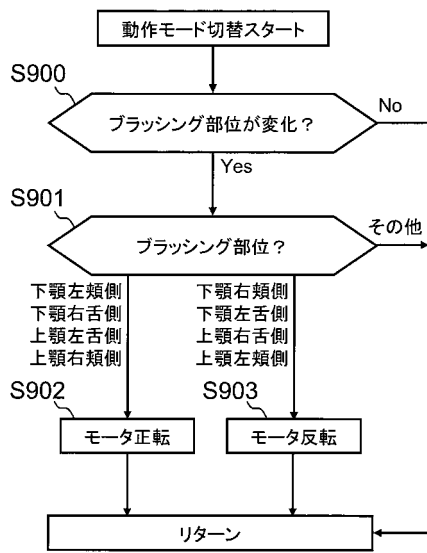 動作モード切替スタート
S900
ブラッシング部位が変化？
No
Yes
S901
ブラッシング部位？
その他
下顎左頬側
下顎右舌側
上顎左舌側
上顎右頬側
下顎右頬側
下顎左舌側
上顎右舌側
上顎左頬側
S902
モータ正転
S903
モータ反転
リターン